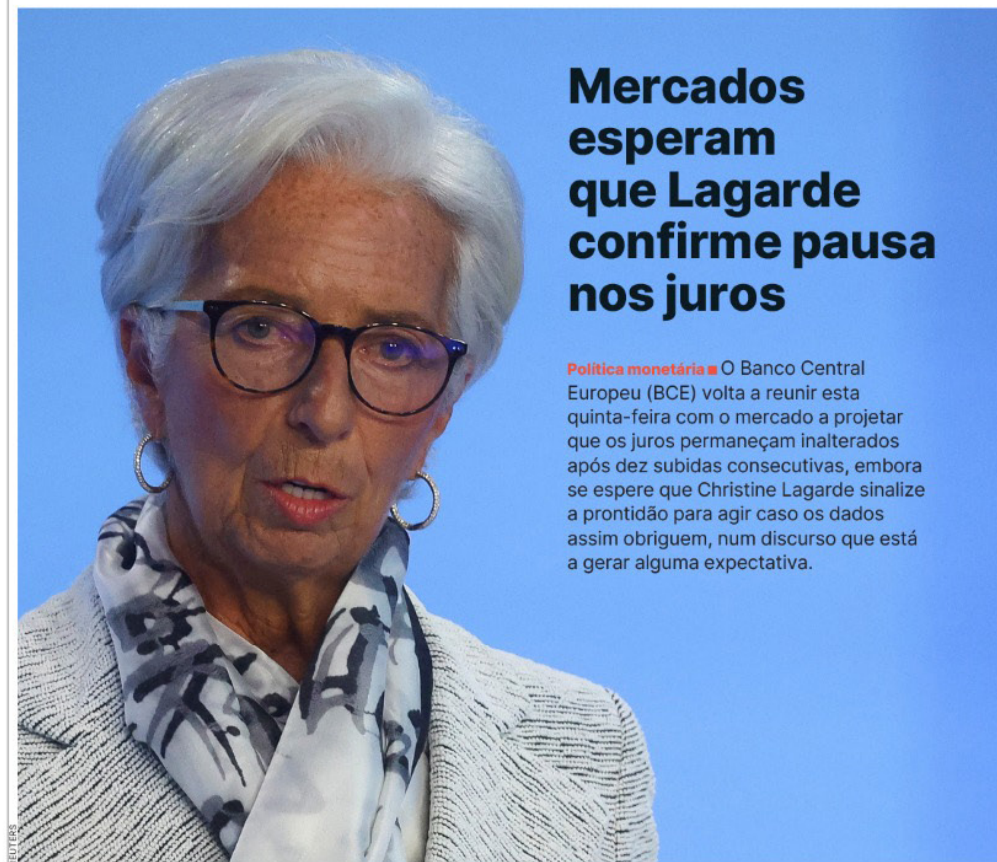 Mercados
esperam
que Lagarde
confirme pausa
nos juros
Política monetária ■ O Banco Central
Europeu (BCE) volta a reunir esta
quinta-feira com o mercado a projetar
que os juros permaneçam inalterados
após dez subidas consecutivas, embora
se espere que Christine Lagarde sinalize
a prontidão para agir caso os dados
assim obriguem, num discurso que está
a gerar alguma expectativa.
REUTERS